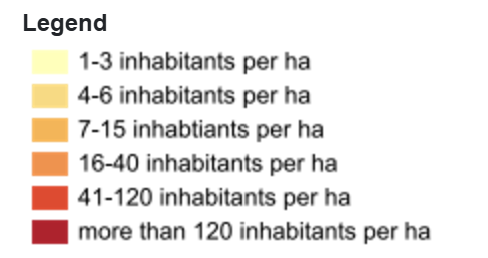 Legend
1-3 inhabitants per ha
4-6 inhabitants per ha
7-15 inhabtiants per ha
16-40 inhabitants per ha
41-120 inhabitants per ha
more than 120 inhabitants per ha